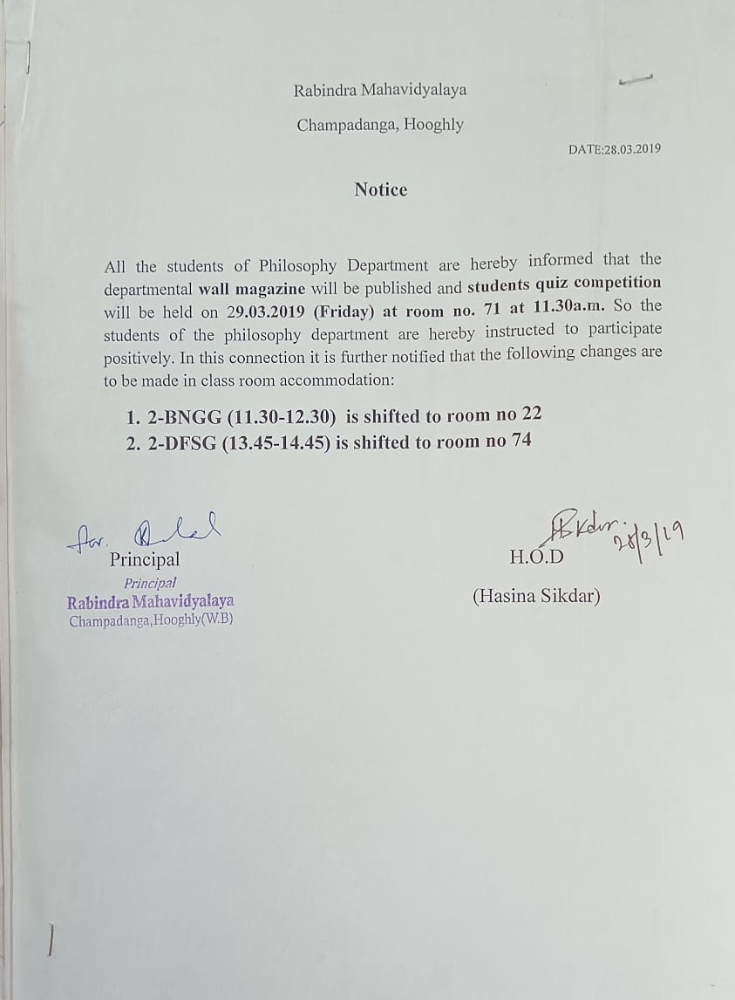 Rabindra Mahavidyalaya
Champadanga, Hooghly
DATE:28.03.2019
Notice
All the students of Philosophy Department are hereby informed that the
departmental wall magazine will be published and students quiz competition
will be held on 29.03.2019 (Friday) at room no. 71 at 11.30a.m. So the
students of the philosophy department are hereby instructed to participate
positively. In this connection it is further notified that the following changes are
to be made in class room accommodation:
1. 2-BNGG (11.30-12.30) is shifted to room no 22
2. 2-DFSG (13.45-14.45) is shifted to room no 74
for.
Principal
Principal
Rabindra Mahavidyalaya
Champadanga,Hooghly(W.B)
28/3/19
H.O.D
(Hasina Sikdar)